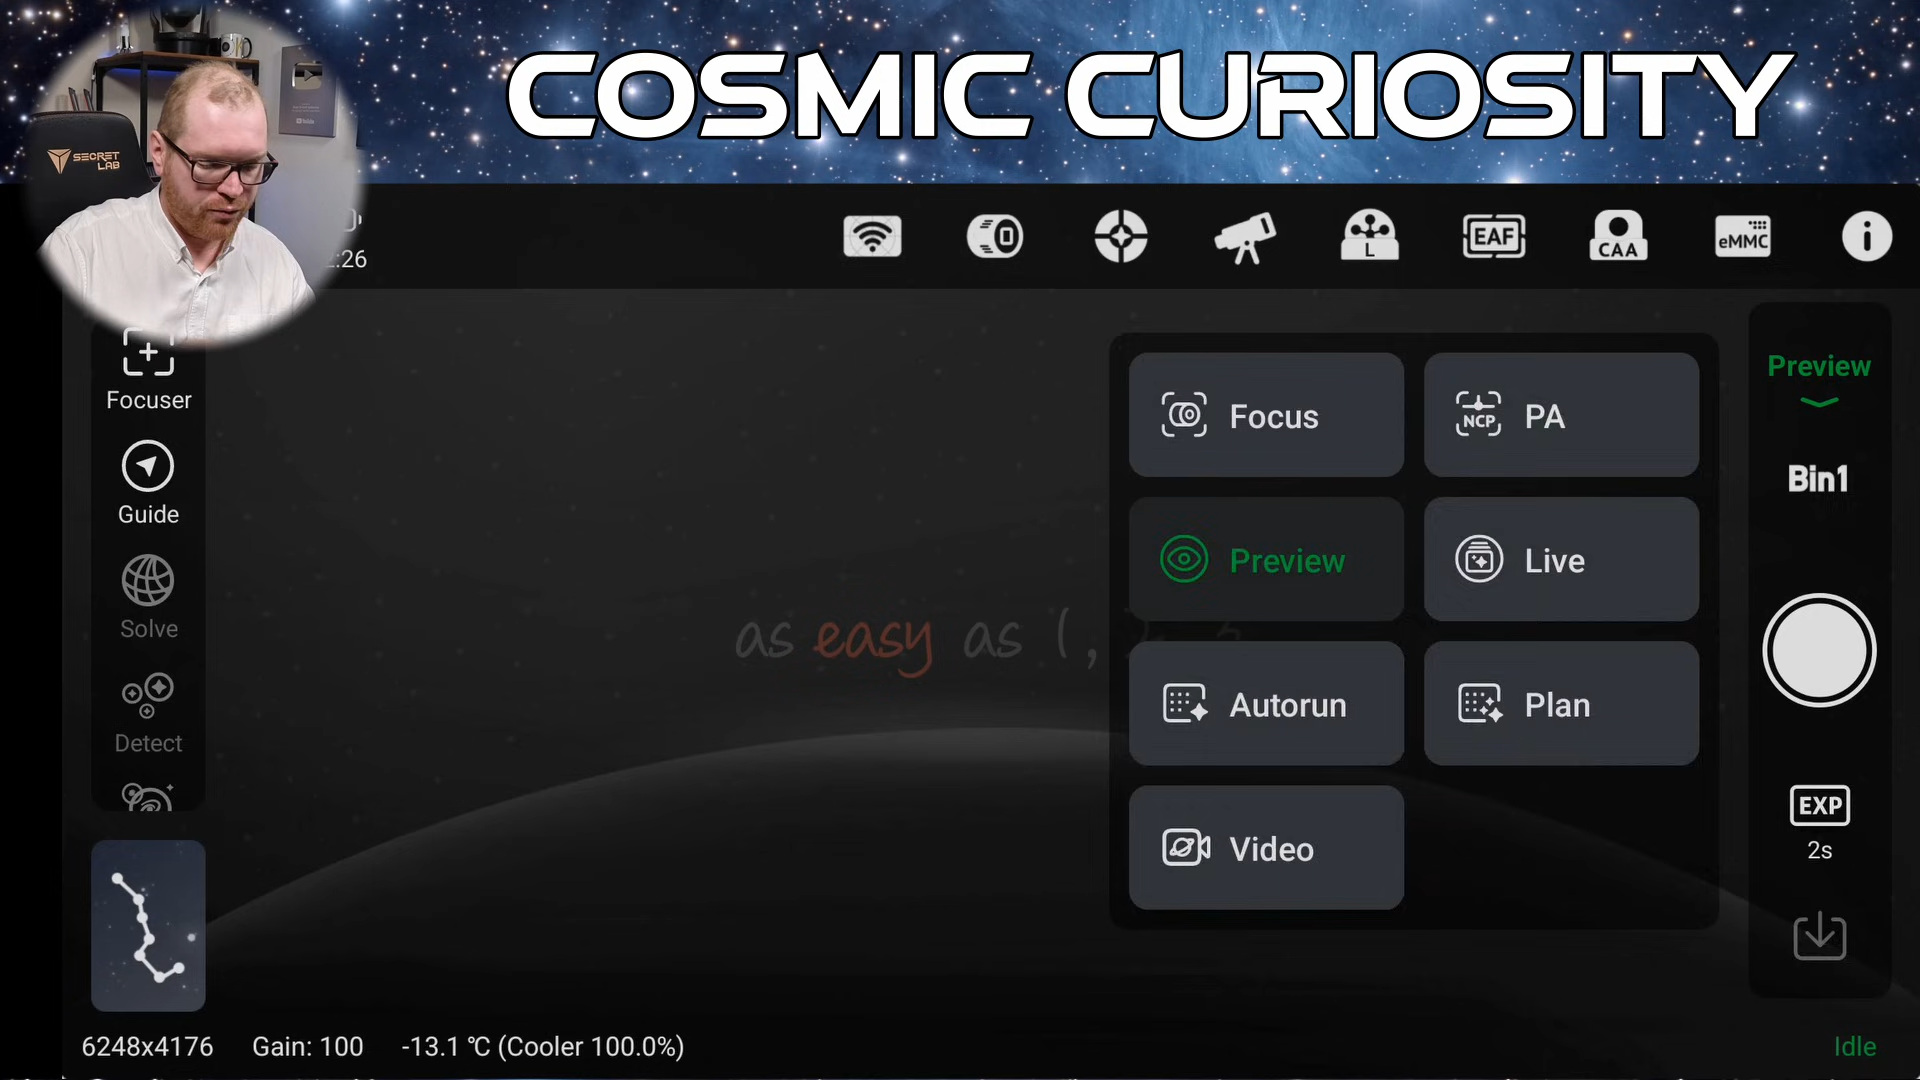 COSMIC CURIOSITY
SECRET
LAB
:26
L
EAF
CAA
eMMC
Focuser
Guide
Solve
Detect
Focus
NCP
PA
Preview
Live
Autorun
Plan
Video
as easy as 1,
Preview
Bin1
EXP
2s
6248x4176 Gain: 100 -13.1 ℃ (Cooler 100.0%)
Idle